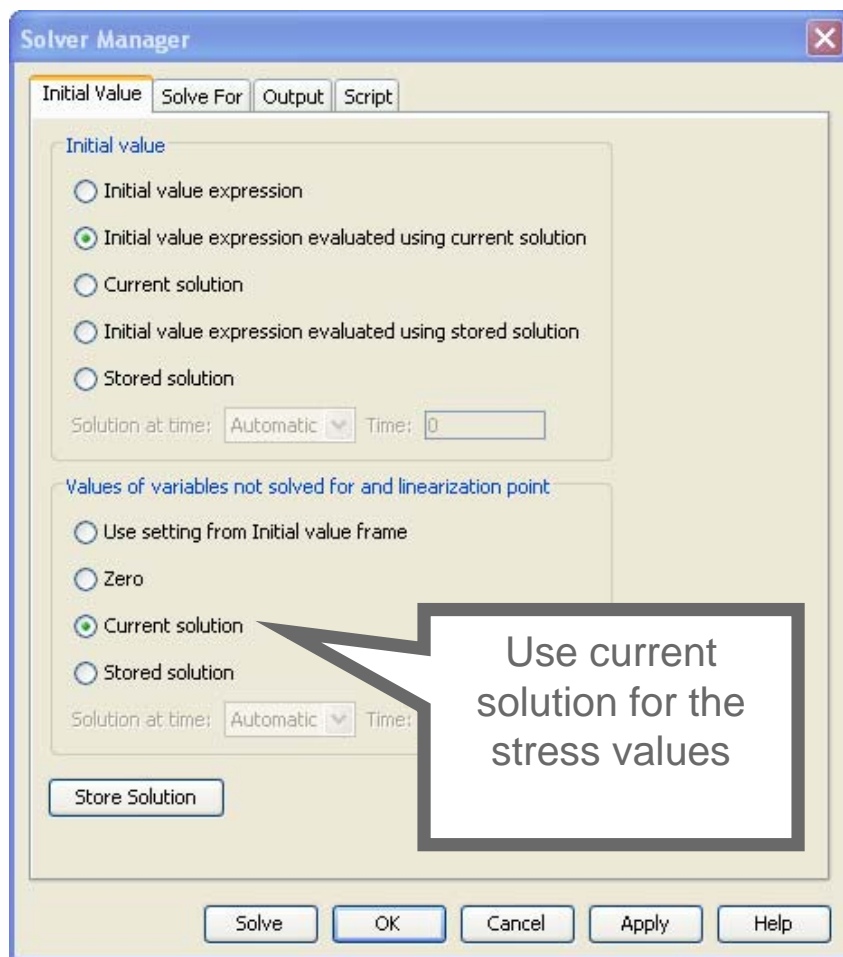 Solver Manager
Initial Value Solve For Output Script
Initial value
Initial value expression
Initial value expression evaluated using current solution
Current solution
Initial value expression evaluated using stored solution
Stored solution
Solution at time: Automatic Time: 0
Values of variables not solved for and linearization point
Use setting from Initial value frame
Zero
Current solution
Stored solution
Solution at time: Automatic Time:
Use current
solution for the
stress values
Store Solution
Solve OK Cancel Apply Help